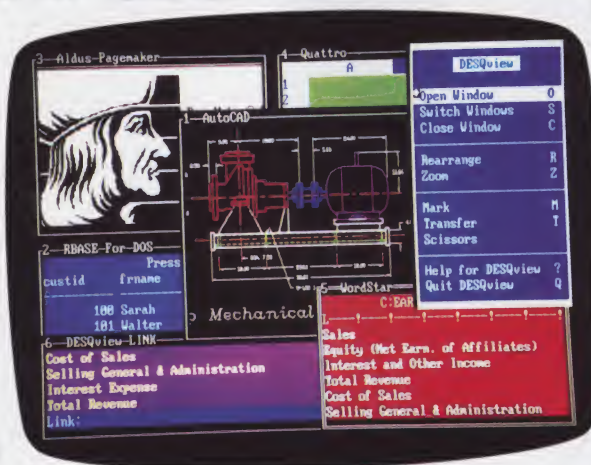 3-Aldus-Pagemaker
4-Quattro
A
1
2
1-AutoCAD
2-RBASE-For-DOS
Press
custid frname
100 Sarah
101 Walter
Mechanical
6-DESQview-LINK
Cost of Sales
Selling General & Administration
Interest Expense
Total Revenue
Link:
5-WordStar
C:EAR
L----!----!----!----!----!----!
Sales
Equity (Net Earn. of Affiliates)
Interest and Other Income
Total Revenue
Cost of Sales
Selling General & Administration
DESQview
Open Window O
Switch Windows S
Close Window C
Rearrange R
Zoom Z
Mark M
Transfer T
Scissors
Help for DESQview ?
Quit DESQview Q